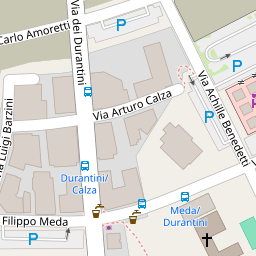 Carlo Amoretti
P
Via dei Durantini
P
Via Achille Benedetti
Via Arturo Calza
P
Via Luigi Barzini
Durantini/
Calza
P
Filippo Meda
P
Meda/
Durantini